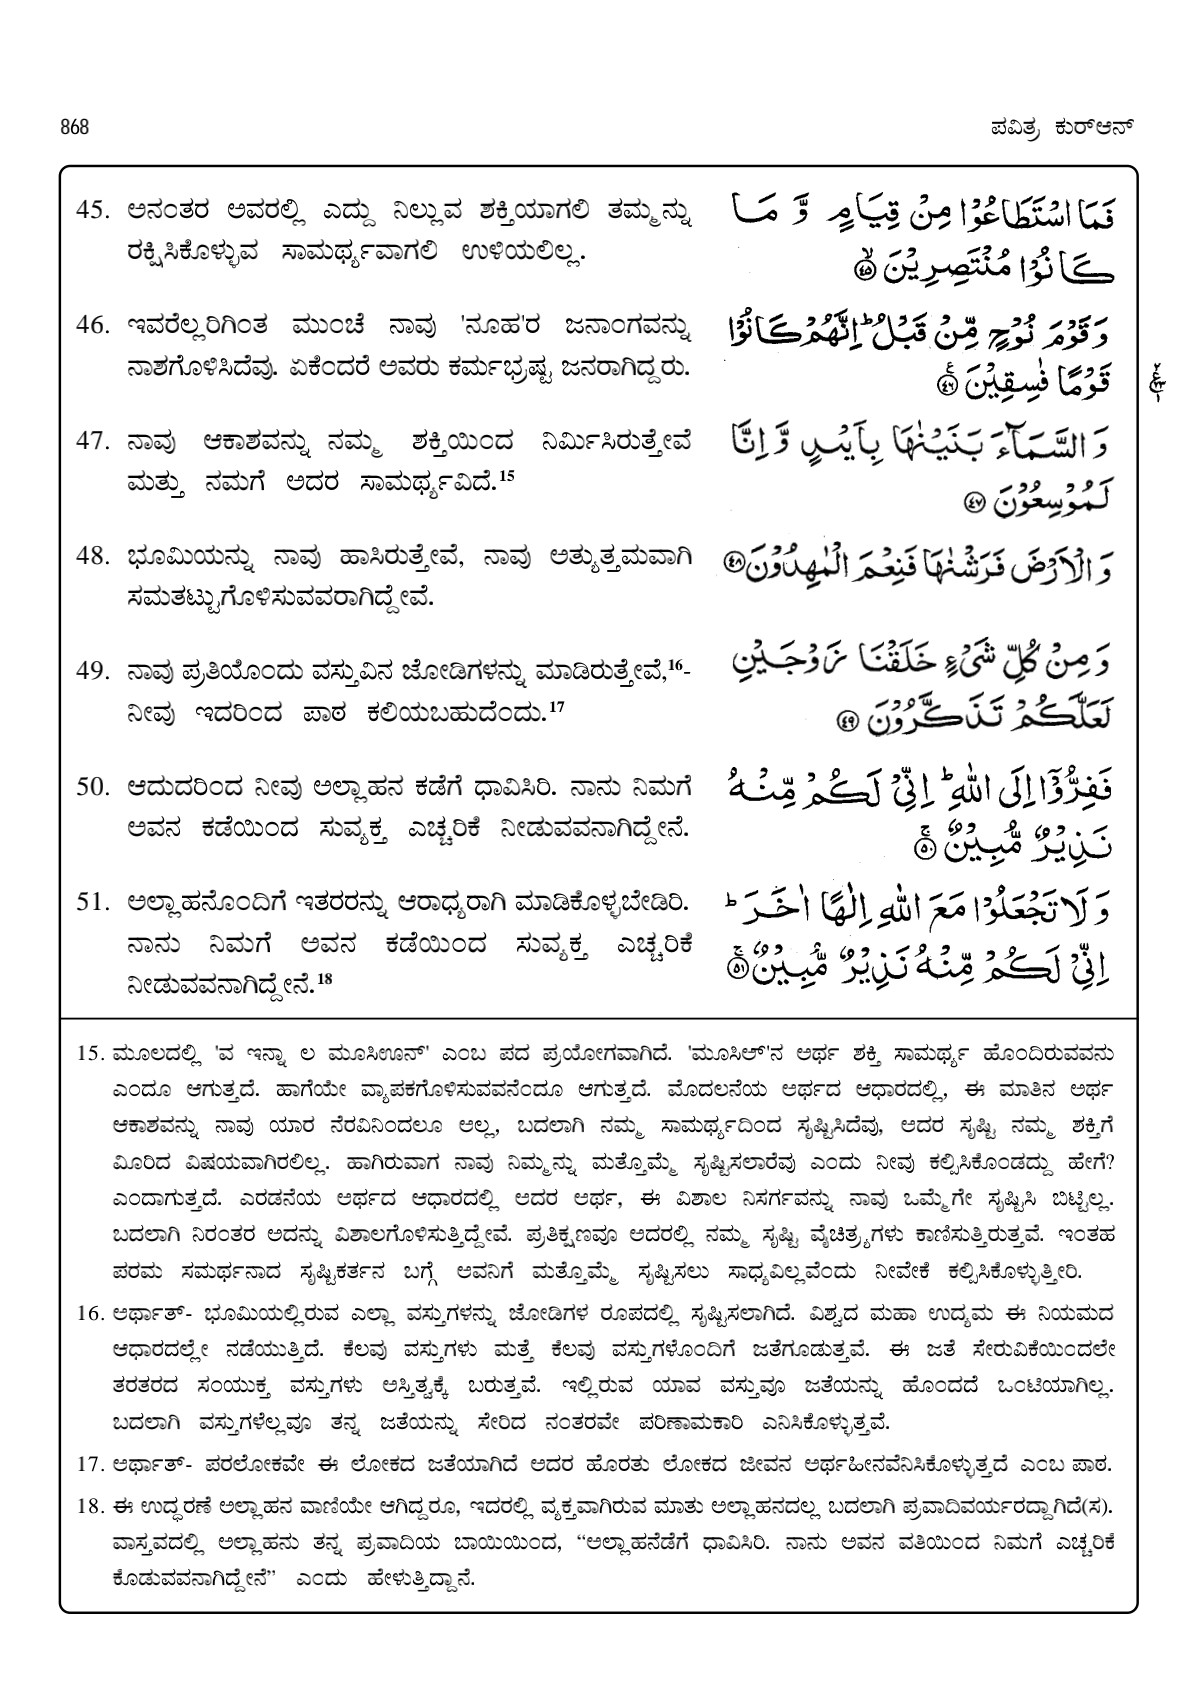 868
ಪವಿತ್ರ ಕುರ್‌ಆನ್
45. ಅನಂತರ ಅವರಲ್ಲಿ ಎದ್ದು ನಿಲ್ಲುವ ಶಕ್ತಿಯಾಗಲಿ ತಮ್ಮನ್ನು
ರಕ್ಷಿಸಿಕೊಳ್ಳುವ ಸಾಮರ್ಥ್ಯವಾಗಲಿ ಉಳಿಯಲಿಲ್ಲ.
فَمَا اسْتَطَاعُوْا مِنْ قِيَامٍ وَّ مَا
كَانُوْا مُنْتَصِرِيْنَ ۙ‏﴿۴۵﴾
46. ಇವರೆಲ್ಲರಿಗಿಂತ ಮುಂಚೆ ನಾವು 'ನೂಹ'ರ ಜನಾಂಗವನ್ನು
ನಾಶಗೊಳಿಸಿದೆವು. ಏಕೆಂದರೆ ಅವರು ಕರ್ಮಭ್ರಷ್ಟ ಜನರಾಗಿದ್ದರು.
وَ قَوْمَ نُوْحٍ مِّنْ قَبْلُ ؕ اِنَّهُمْ كَانُوْا
قَوْمًا فٰسِقِيْنَ ﴿۴۶﴾
47. ನಾವು ಆಕಾಶವನ್ನು ನಮ್ಮ ಶಕ್ತಿಯಿಂದ ನಿರ್ಮಿಸಿರುತ್ತೇವೆ
ಮತ್ತು ನಮಗೆ ಅದರ ಸಾಮರ್ಥ್ಯವಿದೆ.15
وَ السَّمَآءَ بَنَيْنٰهَا بِاَيْىدٍ وَّ اِنَّا
لَمُوْسِعُوْنَ ﴿۴۷﴾
48. ಭೂಮಿಯನ್ನು ನಾವು ಹಾಸಿರುತ್ತೇವೆ, ನಾವು ಅತ್ಯುತ್ತಮವಾಗಿ
ಸಮತಟ್ಟುಗೊಳಿಸುವವರಾಗಿದ್ದೇವೆ.
وَ الْاَرْضَ فَرَشْنٰهَا فَنِعْمَ الْمٰهِدُوْنَ ﴿۴۸﴾
49. ನಾವು ಪ್ರತಿಯೊಂದು ವಸ್ತುವಿನ ಜೋಡಿಗಳನ್ನು ಮಾಡಿರುತ್ತೇವೆ,16-
ನೀವು ಇದರಿಂದ ಪಾಠ ಕಲಿಯಬಹುದೆಂದು.17
وَ مِنْ كُلِّ شَيْءٍ خَلَقْنَا زَوْجَيْنِ
لَعَلَّكُمْ تَذَكَّرُوْنَ ﴿۴۹﴾
50. ಆದುದರಿಂದ ನೀವು ಅಲ್ಲಾಹನ ಕಡೆಗೆ ಧಾವಿಸಿರಿ. ನಾನು ನಿಮಗೆ
ಅವನ ಕಡೆಯಿಂದ ಸುವ್ಯಕ್ತ ಎಚ್ಚರಿಕೆ ನೀಡುವವನಾಗಿದ್ದೇನೆ.
فَفِرُّوْۤا اِلَى اللّٰهِ ؕ اِنِّيْ لَكُمْ مِّنْهُ
نَذِيْرٌ مُّبِيْنٌ ۚ﴿۵۰﴾
51. ಅಲ್ಲಾಹನೊಂದಿಗೆ ಇತರರನ್ನು ಆರಾಧ್ಯರಾಗಿ ಮಾಡಿಕೊಳ್ಳಬೇಡಿರಿ.
ನಾನು ನಿಮಗೆ ಅವನ ಕಡೆಯಿಂದ ಸುವ್ಯಕ್ತ ಎಚ್ಚರಿಕೆ
ನೀಡುವವನಾಗಿದ್ದೇನೆ.18
وَ لَا تَجْعَلُوْا مَعَ اللّٰهِ اِلٰهًا اٰخَرَ ؕ
اِنِّيْ لَكُمْ مِّنْهُ نَذِيْرٌ مُّبِيْنٌ ۚ﴿۵۱﴾
15. ಮೂಲದಲ್ಲಿ 'ವ ಇನ್ನಾ ಲ ಮೂಸಿಊನ್' ಎಂಬ ಪದ ಪ್ರಯೋಗವಾಗಿದೆ. 'ಮೂಸಿಅ್'ನ ಅರ್ಥ ಶಕ್ತಿ ಸಾಮರ್ಥ್ಯ ಹೊಂದಿರುವವನು
ಎಂದೂ ಆಗುತ್ತದೆ. ಹಾಗೆಯೇ ವ್ಯಾಪಕಗೊಳಿಸುವವನೆಂದೂ ಆಗುತ್ತದೆ. ಮೊದಲನೆಯ ಅರ್ಥದ ಆಧಾರದಲ್ಲಿ, ಈ ಮಾತಿನ ಅರ್ಥ
ಆಕಾಶವನ್ನು ನಾವು ಯಾರ ನೆರವಿನಿಂದಲೂ ಅಲ್ಲ, ಬದಲಾಗಿ ನಮ್ಮ ಸಾಮರ್ಥ್ಯದಿಂದ ಸೃಷ್ಟಿಸಿದೆವು, ಅದರ ಸೃಷ್ಟಿ ನಮ್ಮ ಶಕ್ತಿಗೆ
ಮೀರಿದ ವಿಷಯವಾಗಿರಲಿಲ್ಲ. ಹಾಗಿರುವಾಗ ನಾವು ನಿಮ್ಮನ್ನು ಮತ್ತೊಮ್ಮೆ ಸೃಷ್ಟಿಸಲಾರೆವು ಎಂದು ನೀವು ಕಲ್ಪಿಸಿಕೊಂಡದ್ದು ಹೇಗೆ?
ಎಂದಾಗುತ್ತದೆ. ಎರಡನೆಯ ಅರ್ಥದ ಆಧಾರದಲ್ಲಿ ಅದರ ಅರ್ಥ, ಈ ವಿಶಾಲ ನಿಸರ್ಗವನ್ನು ನಾವು ಒಮ್ಮೆಗೇ ಸೃಷ್ಟಿಸಿ ಬಿಟ್ಟಿಲ್ಲ.
ಬದಲಾಗಿ ನಿರಂತರ ಅದನ್ನು ವಿಶಾಲಗೊಳಿಸುತ್ತಿದ್ದೇವೆ. ಪ್ರತಿಕ್ಷಣವೂ ಅದರಲ್ಲಿ ನಮ್ಮ ಸೃಷ್ಟಿ ವೈಚಿತ್ರ್ಯಗಳು ಕಾಣಿಸುತ್ತಿರುತ್ತವೆ. ಇಂತಹ
ಪರಮ ಸಮರ್ಥನಾದ ಸೃಷ್ಟಿಕರ್ತನ ಬಗ್ಗೆ ಅವನಿಗೆ ಮತ್ತೊಮ್ಮೆ ಸೃಷ್ಟಿಸಲು ಸಾಧ್ಯವಿಲ್ಲವೆಂದು ನೀವೇಕೆ ಕಲ್ಪಿಸಿಕೊಳ್ಳುತ್ತೀರಿ.
16. ಅರ್ಥಾತ್- ಭೂಮಿಯಲ್ಲಿರುವ ಎಲ್ಲಾ ವಸ್ತುಗಳನ್ನು ಜೋಡಿಗಳ ರೂಪದಲ್ಲಿ ಸೃಷ್ಟಿಸಲಾಗಿದೆ. ವಿಶ್ವದ ಮಹಾ ಉದ್ಯಮ ಈ ನಿಯಮದ
ಆಧಾರದಲ್ಲೇ ನಡೆಯುತ್ತಿದೆ. ಕೆಲವು ವಸ್ತುಗಳು ಮತ್ತೆ ಕೆಲವು ವಸ್ತುಗಳೊಂದಿಗೆ ಜತೆಗೂಡುತ್ತವೆ. ಈ ಜತೆ ಸೇರುವಿಕೆಯಿಂದಲೇ
ತರತರದ ಸಂಯುಕ್ತ ವಸ್ತುಗಳು ಅಸ್ತಿತ್ವಕ್ಕೆ ಬರುತ್ತವೆ. ಇಲ್ಲಿರುವ ಯಾವ ವಸ್ತುವೂ ಜತೆಯನ್ನು ಹೊಂದದೆ ಒಂಟಿಯಾಗಿಲ್ಲ.
ಬದಲಾಗಿ ವಸ್ತುಗಳೆಲ್ಲವೂ ತನ್ನ ಜತೆಯನ್ನು ಸೇರಿದ ನಂತರವೇ ಪರಿಣಾಮಕಾರಿ ಎನಿಸಿಕೊಳ್ಳುತ್ತವೆ.
17. ಅರ್ಥಾತ್- ಪರಲೋಕವೇ ಈ ಲೋಕದ ಜತೆಯಾಗಿದೆ ಅದರ ಹೊರತು ಲೋಕದ ಜೀವನ ಅರ್ಥಹೀನವೆನಿಸಿಕೊಳ್ಳುತ್ತದೆ ಎಂಬ ಪಾಠ.
18. ಈ ಉದ್ಧರಣೆ ಅಲ್ಲಾಹನ ವಾಣಿಯೇ ಆಗಿದ್ದರೂ, ಇದರಲ್ಲಿ ವ್ಯಕ್ತವಾಗಿರುವ ಮಾತು ಅಲ್ಲಾಹನದಲ್ಲ ಬದಲಾಗಿ ಪ್ರವಾದಿವರ್ಯರದ್ದಾಗಿದೆ(ಸ).
ವಾಸ್ತವದಲ್ಲಿ ಅಲ್ಲಾಹನು ತನ್ನ ಪ್ರವಾದಿಯ ಬಾಯಿಯಿಂದ, “ಅಲ್ಲಾಹನೆಡೆಗೆ ಧಾವಿಸಿರಿ. ನಾನು ಅವನ ವತಿಯಿಂದ ನಿಮಗೆ ಎಚ್ಚರಿಕೆ
ಕೊಡುವವನಾಗಿದ್ದೇನೆ” ಎಂದು ಹೇಳುತ್ತಿದ್ದಾನೆ.